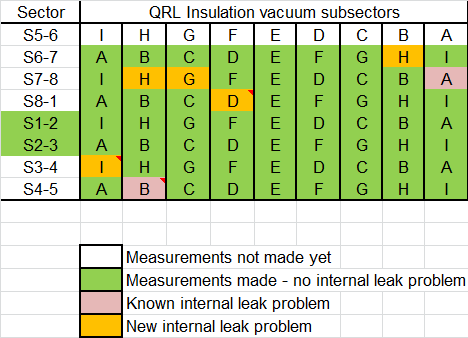 Sector QRL Insulation vacuum subsectors
S5-6 I H G F E D C B A
S6-7 A B C D E F G H I
S7-8 I H G F E D C B A
S8-1 A B C D E F G H I
S1-2 I H G F E D C B A
S2-3 A B C D E F G H I
S3-4 I H G F E D C B A
S4-5 A B C D E F G H I
Measurements not made yet
Measurements made - no internal leak problem
Known internal leak problem
New internal leak problem